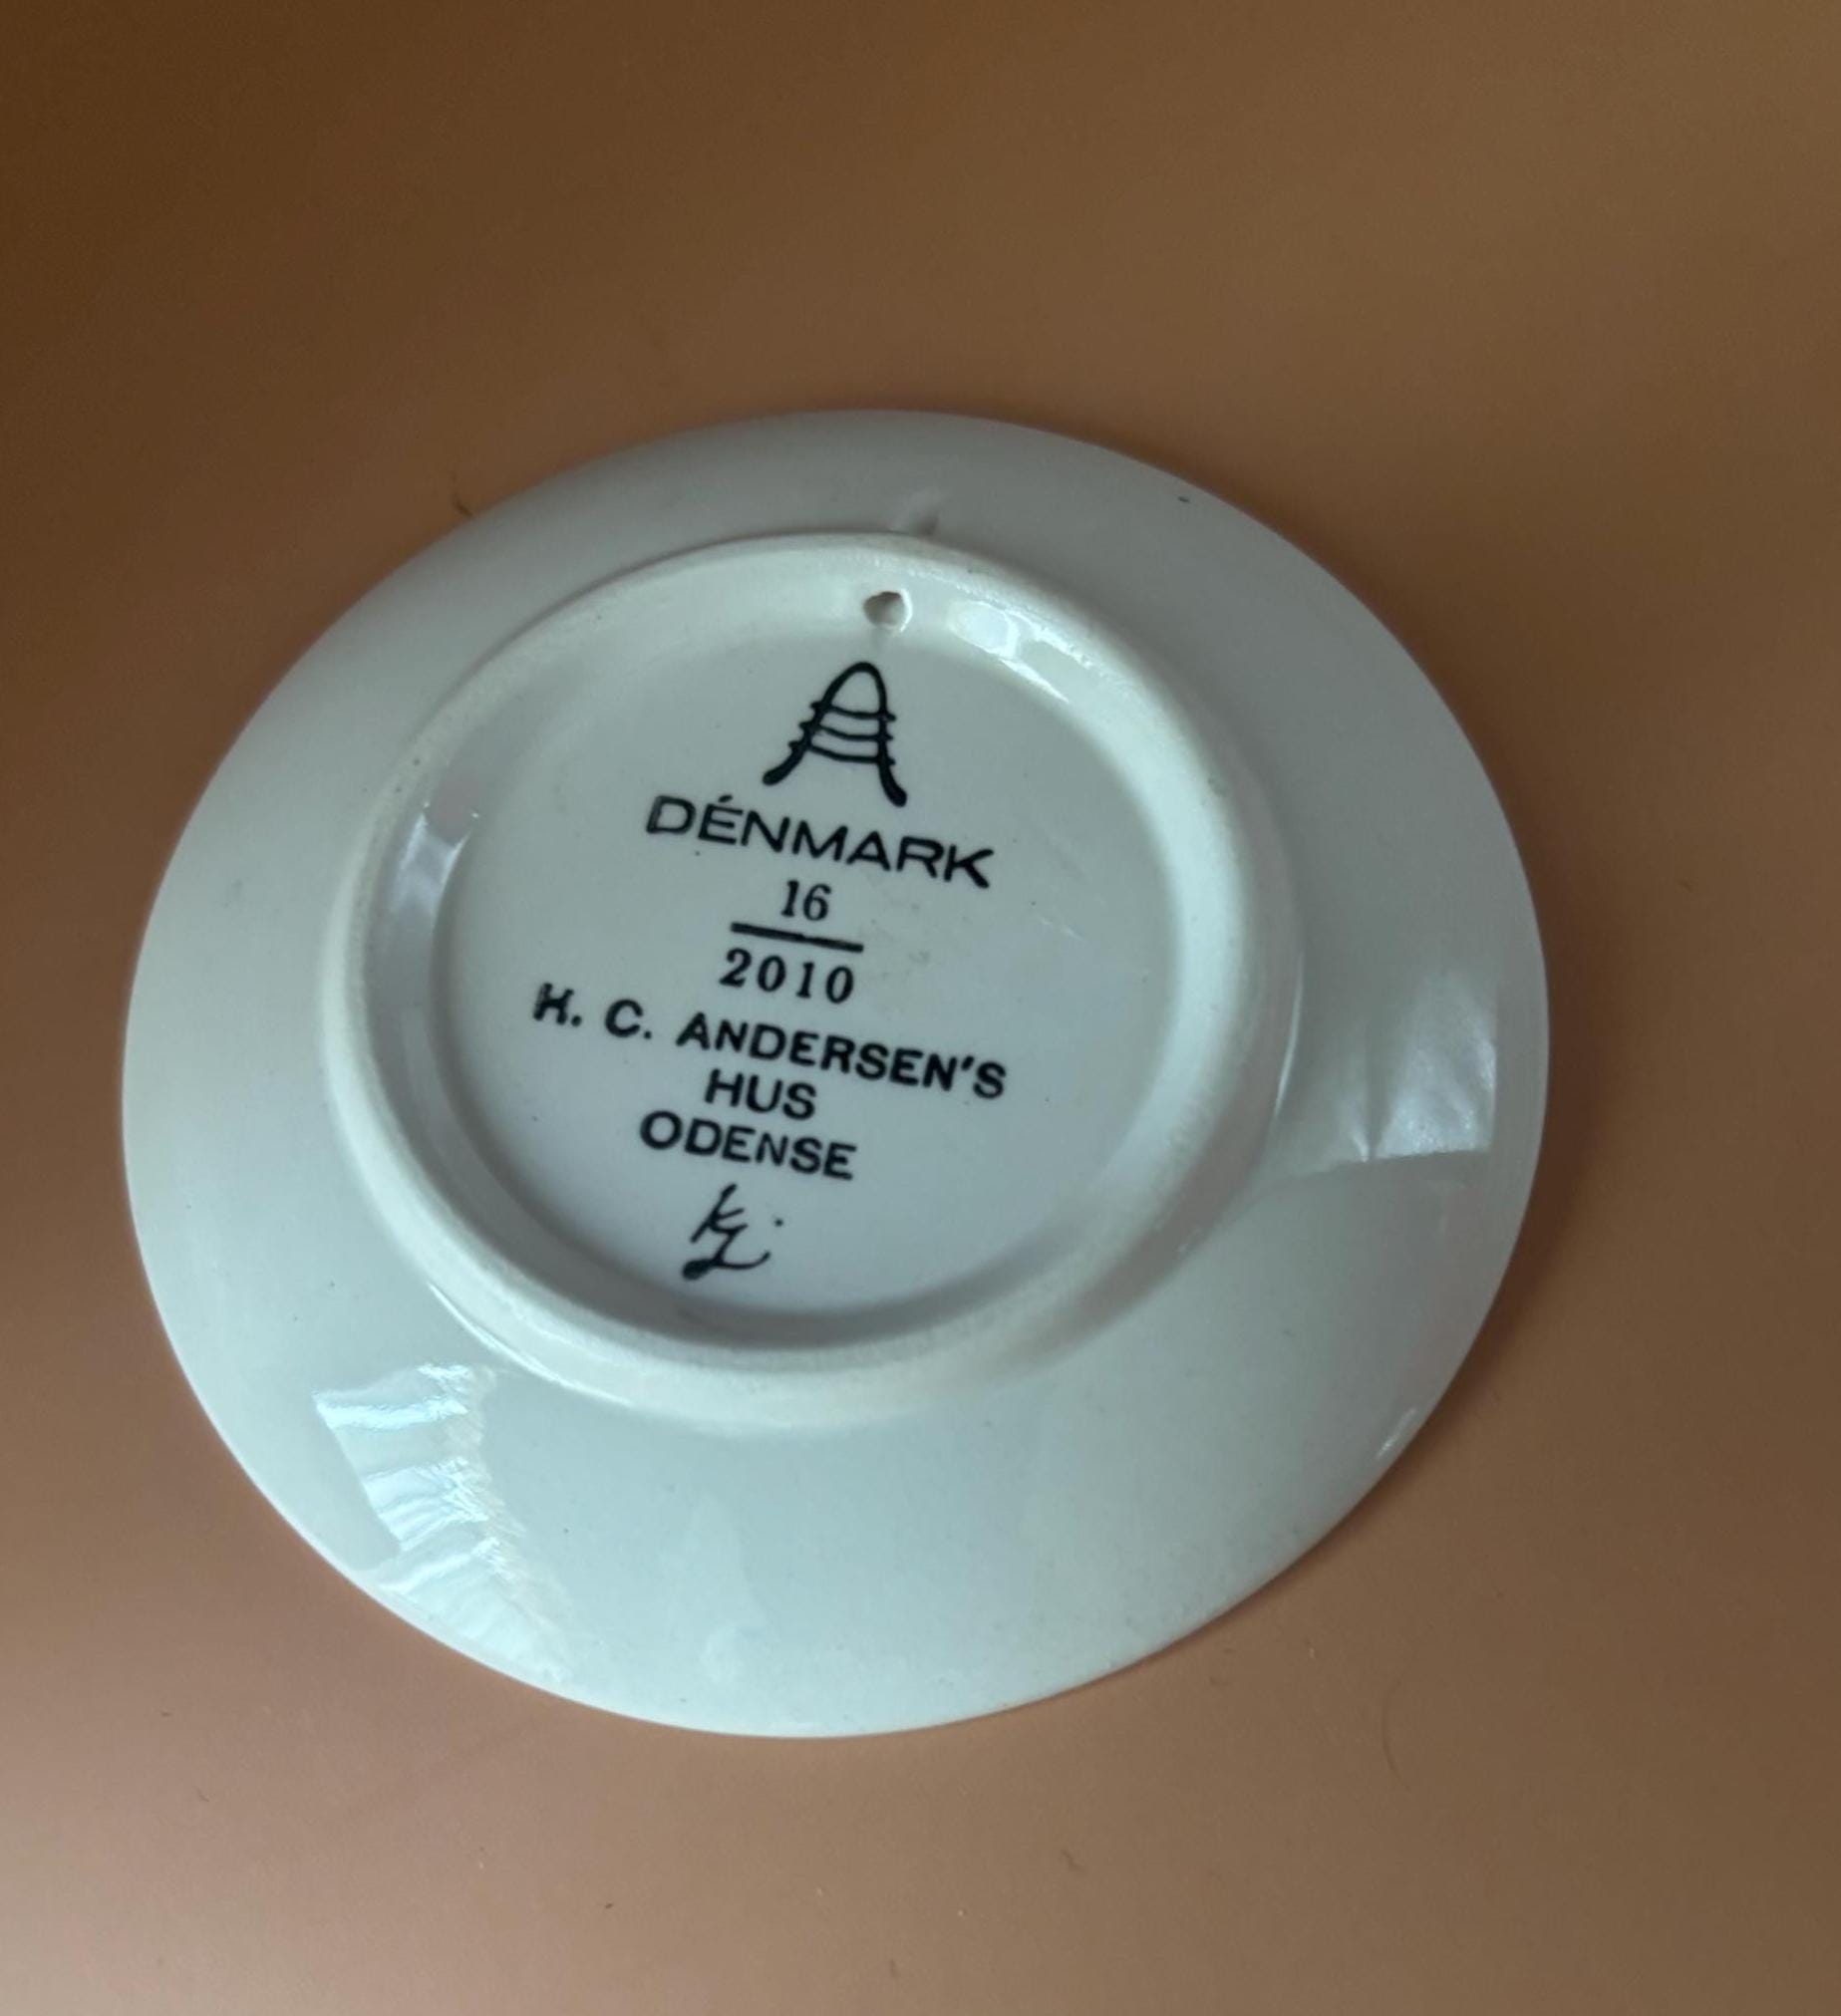 DÉNMARK
16
2010
H. C. ANDERSEN'S
HUS
ODENSE